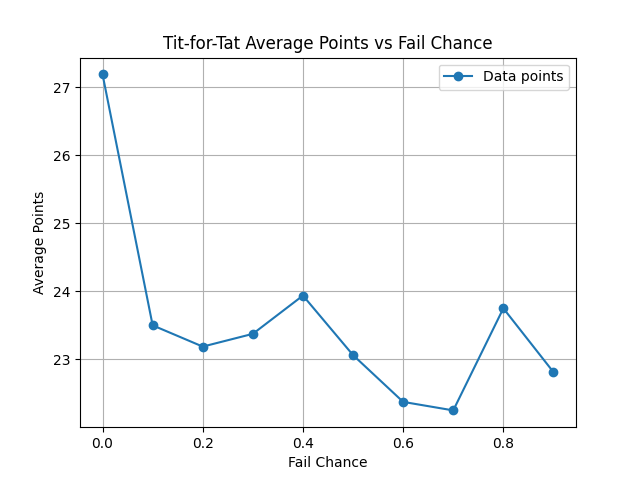 Tit-for-Tat Average Points vs Fail Chance
Data points
27
26
25
24
23
Average Points
0.0 0.2 0.4 0.6 0.8
Fail Chance